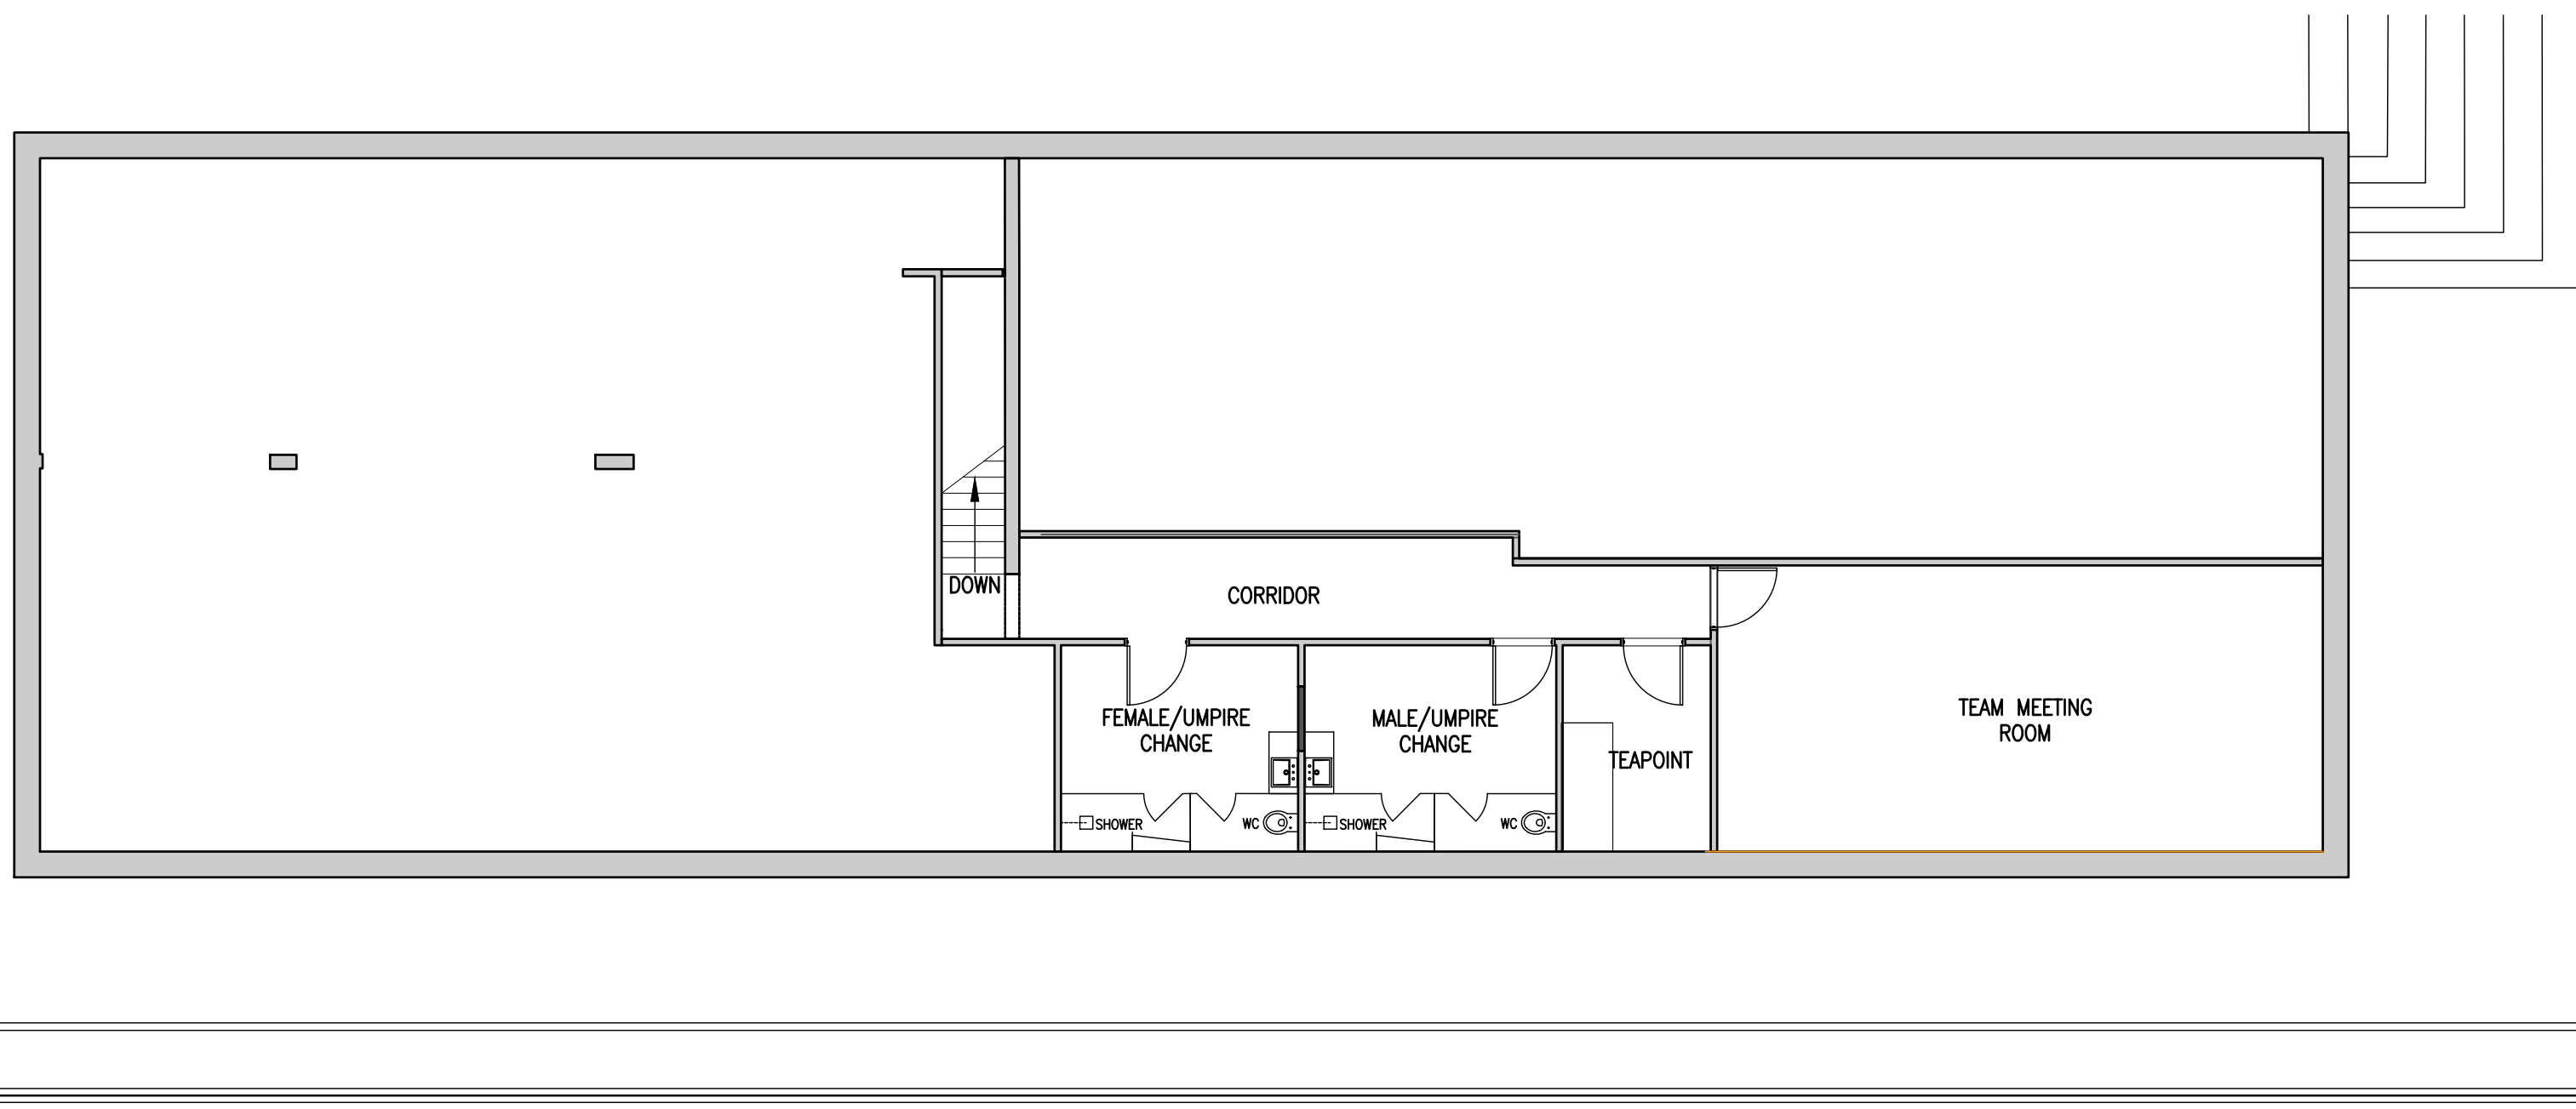 DOWN
CORRIDOR
FEMALE/UMPIRE
CHANGE
MALE/UMPIRE
CHANGE
TEAPOINT
TEAM MEETING
ROOM
SHOWER
WC
SHOWER
WC